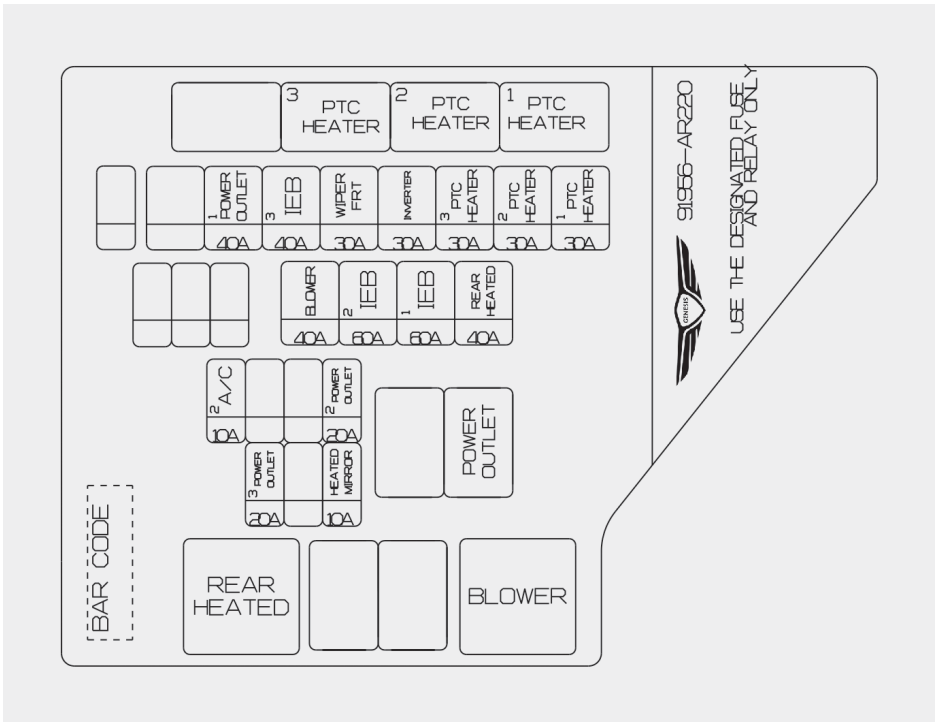 3
PTC
HEATER
2
PTC
HEATER
1
PTC
HEATER
1
POWER
OUTLET
40A
3
IEB
40A
WIPER
FRT
30A
INVERTER
30A
3
PTC
HEATER
30A
2
PTC
HEATER
30A
1
PTC
HEATER
30A
BLOWER
40A
2
IEB
60A
1
IEB
60A
REAR
HEATED
40A
2
A/C
10A
2
POWER
OUTLET
20A
3
POWER
OUTLET
20A
HEATED
MIRROR
10A
POWER
OUTLET
BAR CODE
REAR
HEATED
BLOWER
91956-AR220
GENESIS
USE THE DESIGNATED FUSE
AND RELAY ONLY